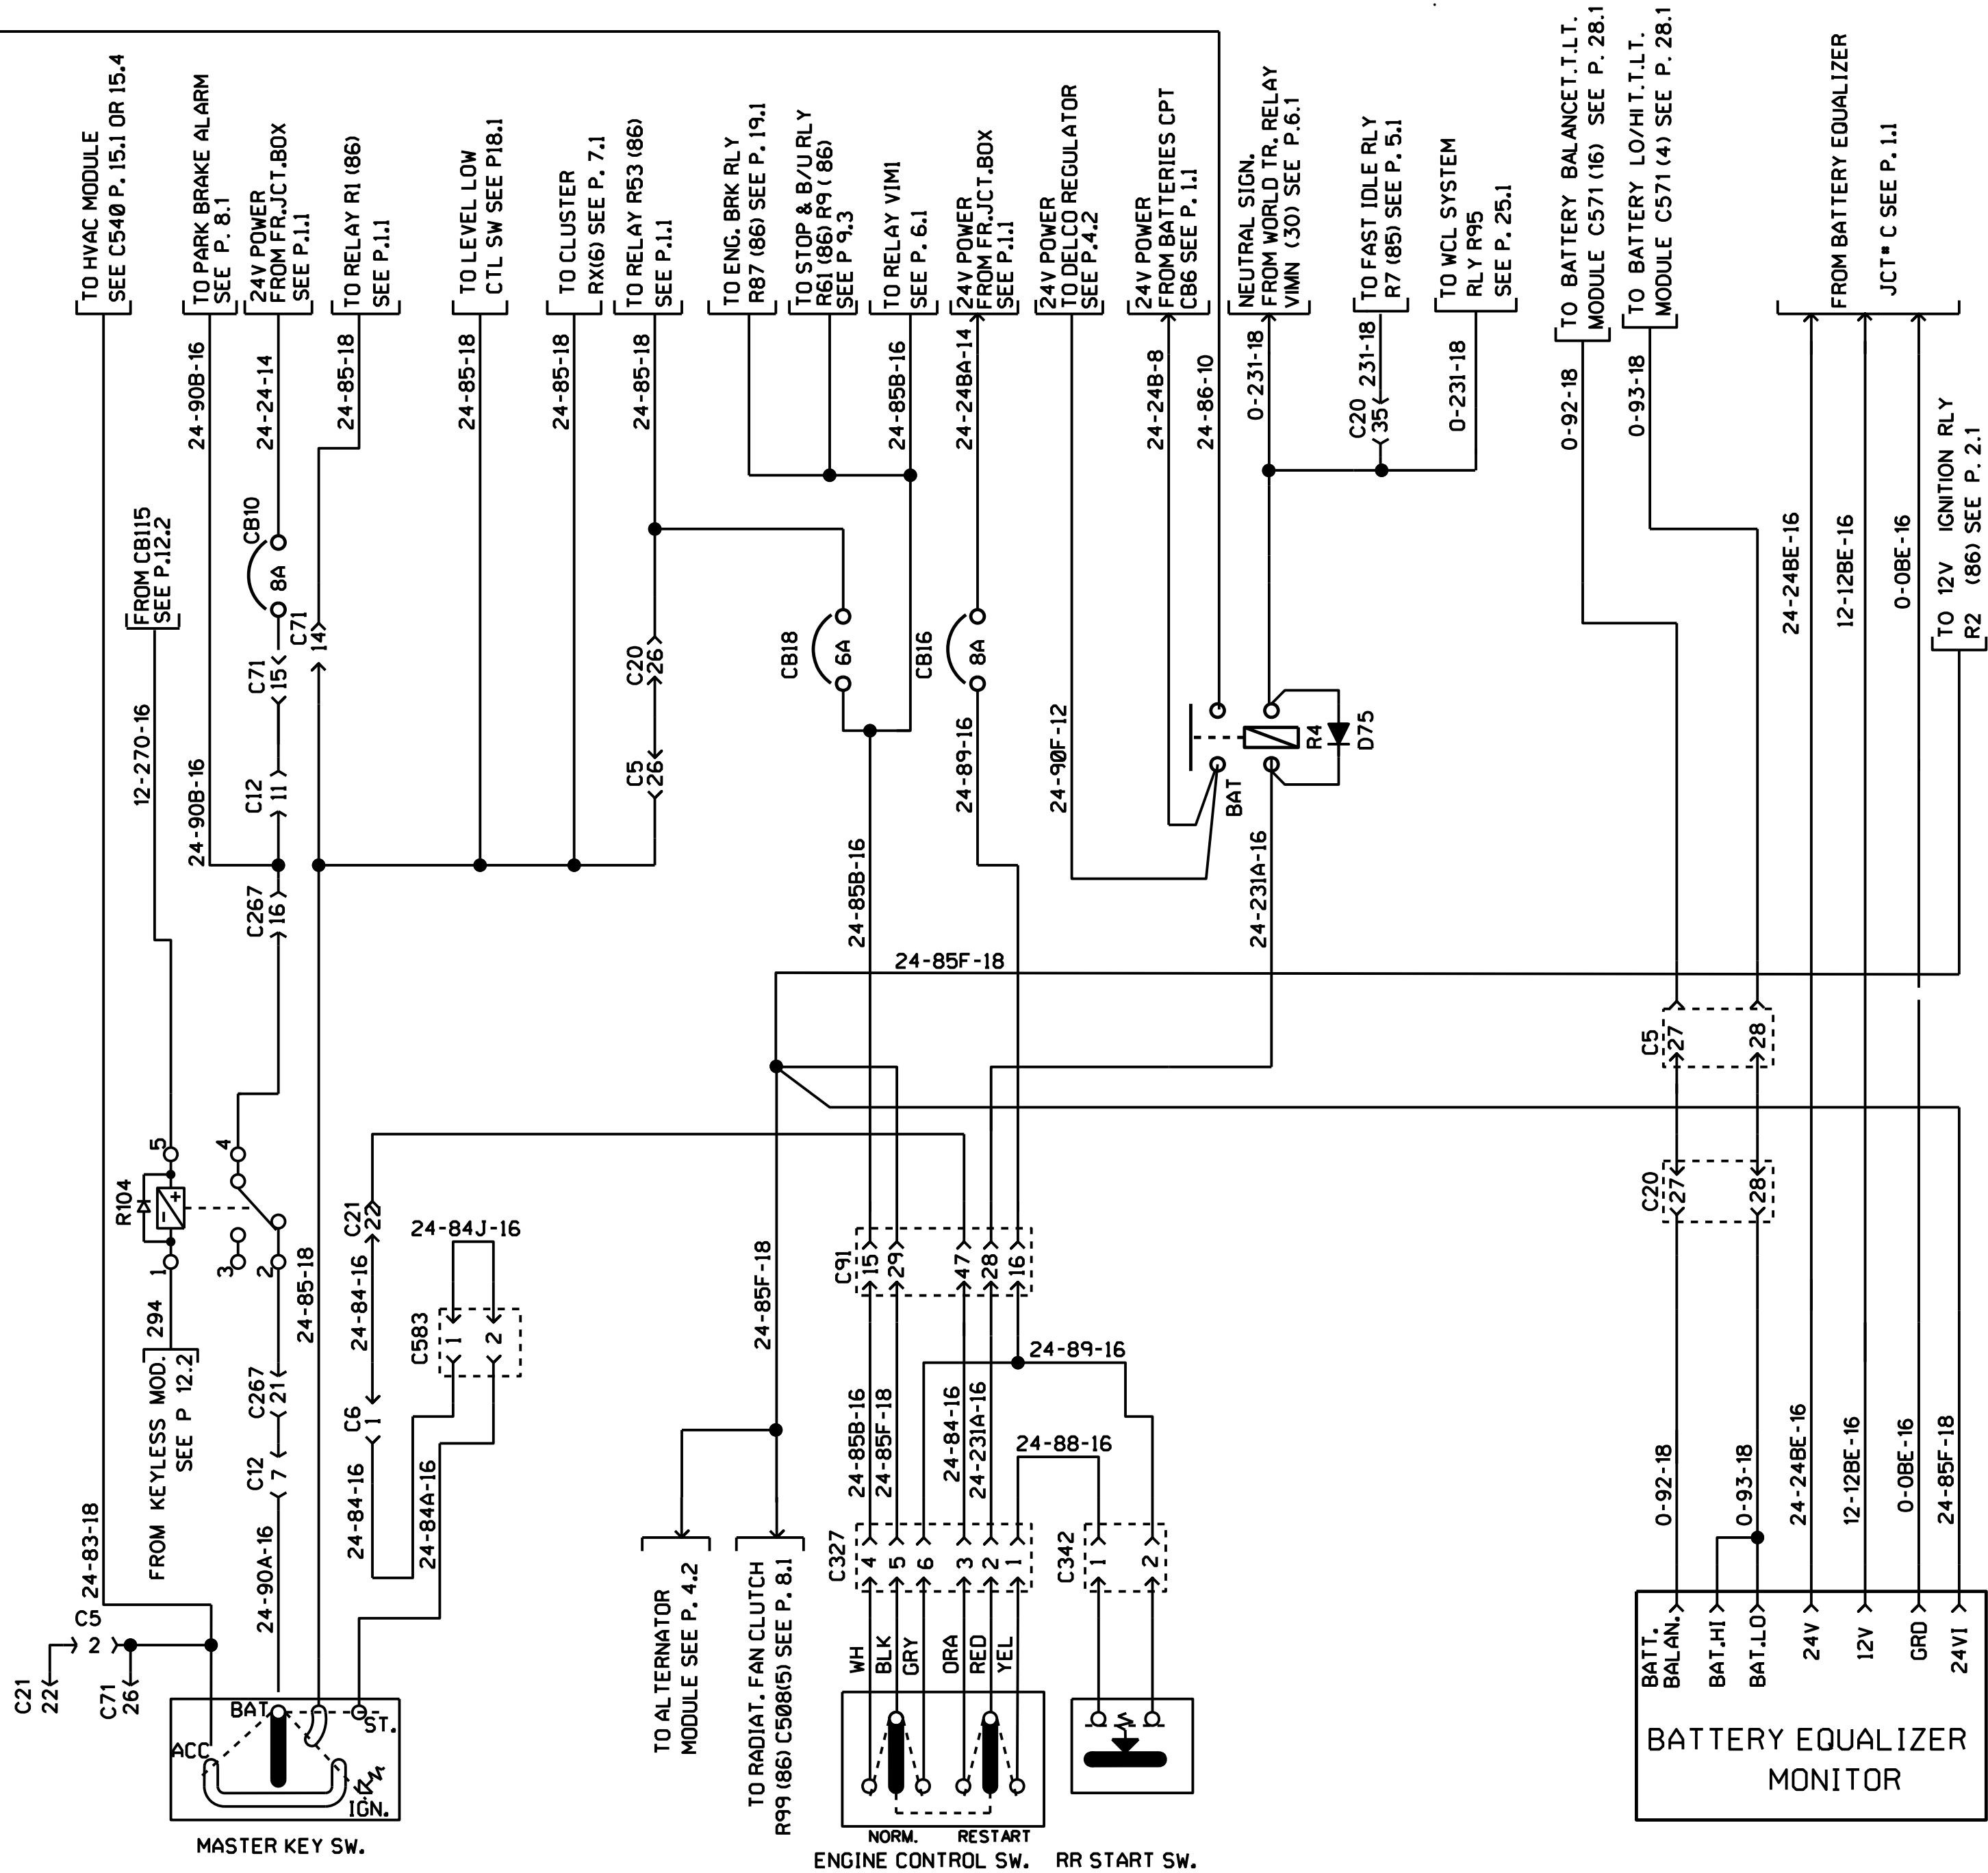 TO HVAC MODULE
SEE C540 P. 15.1 OR 15.4
TO PARK BRAKE ALARM
SEE P. 8.1
24V POWER
FROM FR.JCT.BOX
SEE P.1.1
TO RELAY R1 (86)
SEE P.1.1
TO LEVEL LOW
CTL SW SEE P18.1
TO CLUSTER
RX(6) SEE P. 7.1
TO RELAY R53 (86)
SEE P.1.1
TO ENG. BRK RLY
R87 (86) SEE P. 19.1
TO STOP & B/U RLY
R61 (86) R9 ( 86)
SEE P 9.3
TO RELAY VIM1
SEE P. 6.1
24V POWER
FROM FR.JCT.BOX
SEE P.1.1
24V POWER
TO DELCO REGULATOR
SEE P.4.2
24V POWER
FROM BATTERIES CPT
CB6 SEE P. 1.1
NEUTRAL SIGN.
FROM WORLD TR. RELAY
VIMN (30) SEE P.6.1
TO FAST IDLE RLY
R7 (85) SEE P. 5.1
TO WCL SYSTEM
RLY R95
SEE P. 25.1
TO BATTERY BALANCET.T.LT.
MODULE C571 (16) SEE P. 28.1
TO BATTERY LO/HI T.T.LT.
MODULE C571 (4) SEE P. 28.1
FROM BATTERY EQUALIZER
JCT# C SEE P. 1.1
TO 12V IGNITION RLY
R2 (86) SEE P. 2.1
24-90B-16
24-24-14
24-85-18
24-85-18
24-85-18
24-85-18
24-85B-16
24-24BA-14
24-24B-8
24-86-10
0-231-18
231-18
C20
35
0-231-18
0-92-18
0-93-18
24-24BE-16
12-12BE-16
0-0BE-16
FROM CB115
SEE P.12.2
CB10
8A
C71
15
C71
14
C20
26
C5
26
CB18
6A
CB16
8A
12-270-16
24-90B-16
C12
11
C267
16
24-85B-16
24-89-16
24-90F-12
BAT
R4
D75
24-231A-16
24-85F-18
C5
27
28
C20
27
28
R104
5
4
1
3
2
294
FROM KEYLESS MOD.
SEE P 12.2
C267
21
C12
7
24-90A-16
24-85-18
C21
22
24-84-16
C6
1
24-84-16
24-84J-16
C583
1
2
24-84A-16
24-85F-18
C91
15
29
47
28
16
24-89-16
24-85B-16
24-85F-18
24-84-16
24-231A-16
24-88-16
C327
4
5
6
3
2
1
C342
1
2
0-92-18
0-93-18
24-24BE-16
12-12BE-16
0-0BE-16
24-85F-18
24-83-18
C5
2
C21
22
C71
26
TO ALTERNATOR
MODULE SEE P. 4.2
TO RADIAT. FAN CLUTCH
R99 (86) C508(5) SEE P. 8.1
WH
BLK
GRY
ORA
RED
YEL
BATT.
BALAN.
BAT.HI
BAT.LO
24V
12V
GRD
24VI
BATTERY EQUALIZER
MONITOR
BAT
ST.
ACC
IGN.
MASTER KEY SW.
NORM.
RESTART
ENGINE CONTROL SW.
RR START SW.